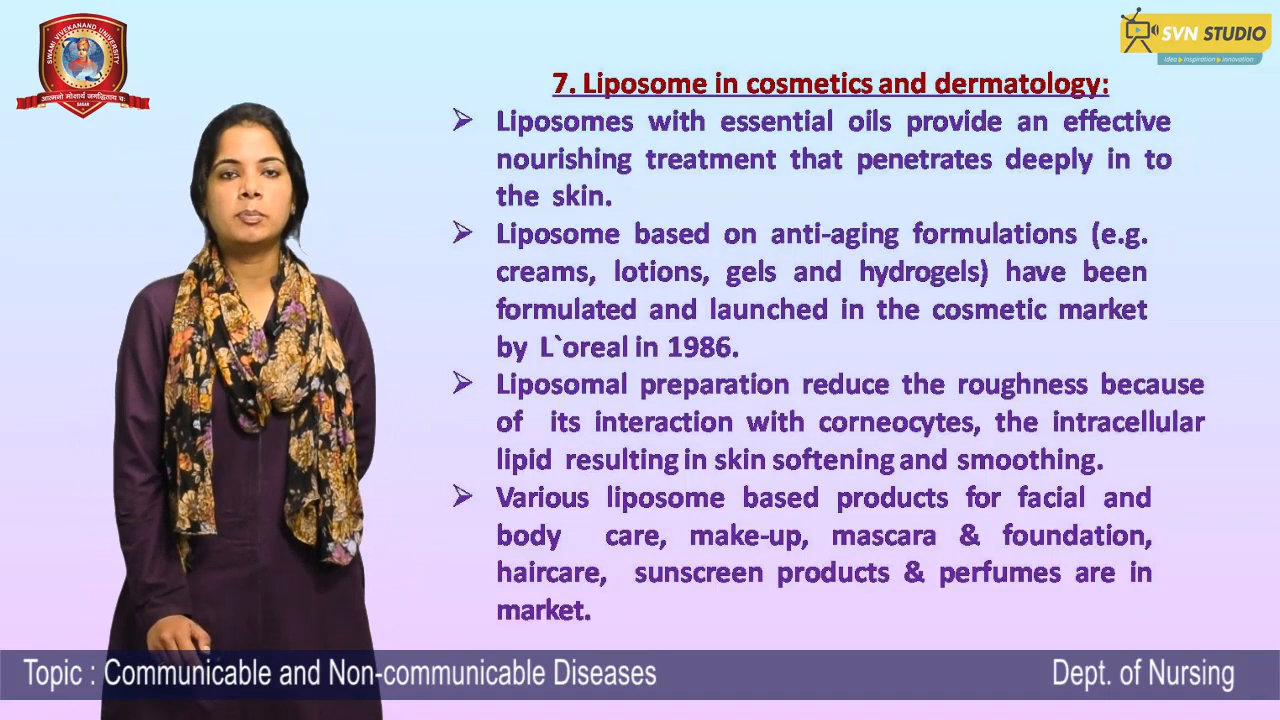 SWAMI VIVEKANAND UNIVERSITY
SAGAR
SVN STUDIO
idea inspiration innovation
7. Liposome in cosmetics and dermatology:
Liposomes with essential oils provide an effective
nourishing treatment that penetrates deeply in to
the skin.
Liposome based on anti-aging formulations (e.g.
creams, lotions, gels and hydrogels) have been
formulated and launched in the cosmetic market
by L`oreal in 1986.
Liposomal preparation reduce the roughness because
of its interaction with corneocytes, the intracellular
lipid resulting in skin softening and smoothing.
Various liposome based products for facial and
body care, make-up, mascara & foundation,
haircare, sunscreen products & perfumes are in
market.
Topic : Communicable and Non-communicable Diseases
Dept. of Nursing